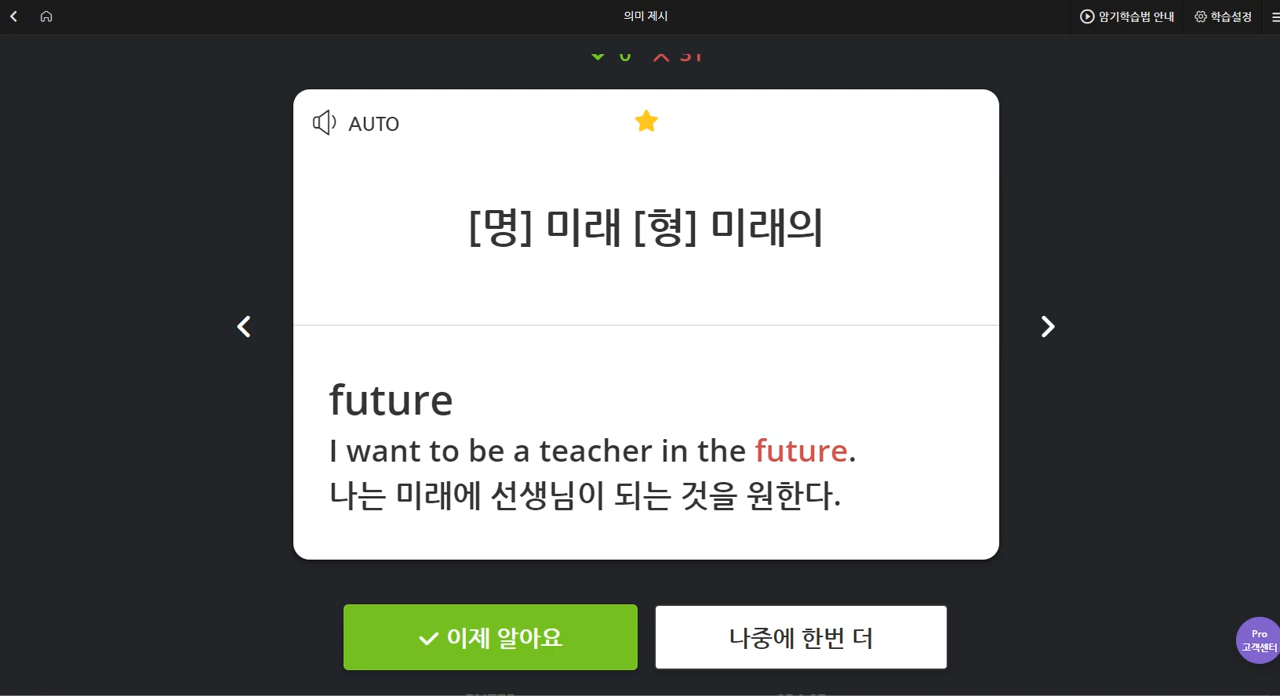 의미 제시
암기학습법 안내
학습설정
AUTO
[명] 미래 [형] 미래의
future
I want to be a teacher in the future.
나는 미래에 선생님이 되는 것을 원한다.
이제 알아요
나중에 한번 더
Pro
고객센터